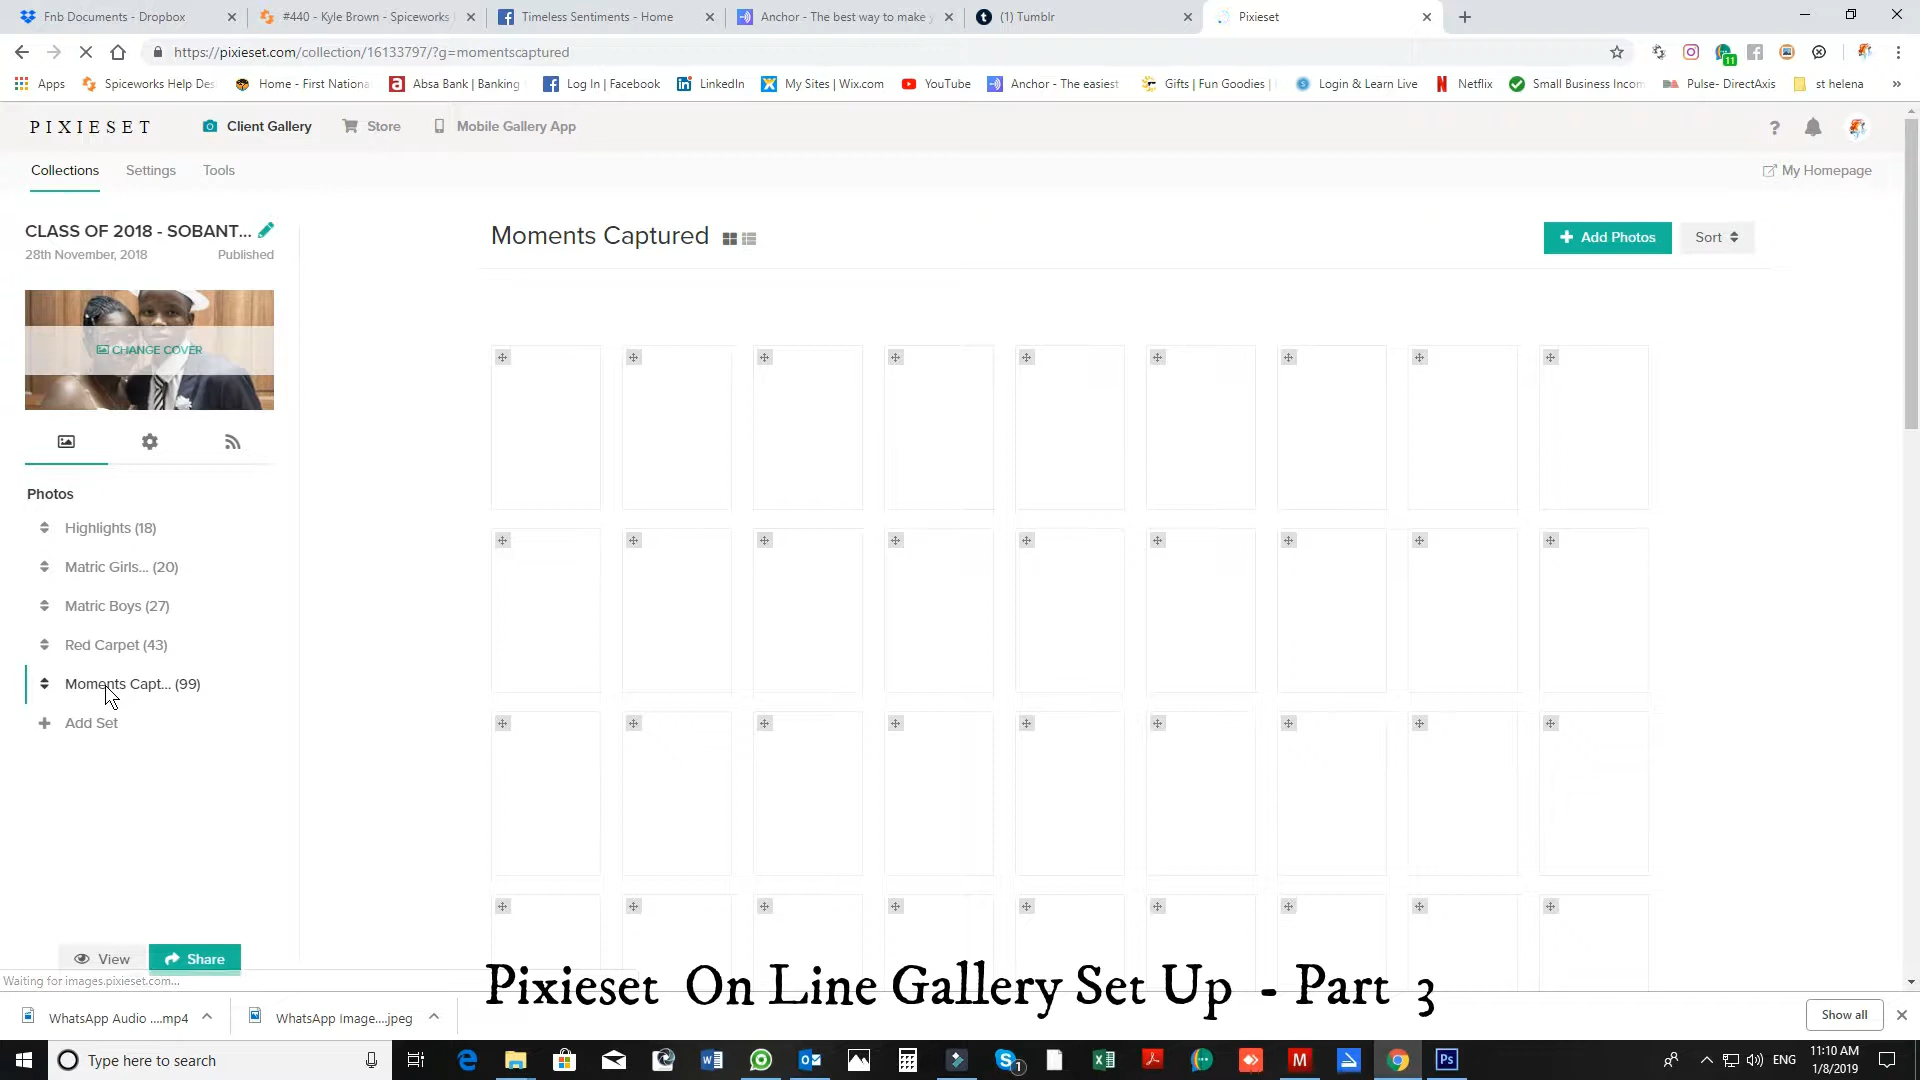 Fnb Documents - Dropbox
#440 - Kyle Brown - Spiceworks
Timeless Sentiments - Home
Anchor - The best way to make
(1) Tumblr
Pixieset
https://pixieset.com/collection/16133797/?g=momentscaptured
11
Apps
Spiceworks Help Des
Home - First Nationa
Absa Bank | Banking
Log In | Facebook
LinkedIn
My Sites | Wix.com
YouTube
Anchor - The easiest
Gifts | Fun Goodies |
Login & Learn Live
Netflix
Small Business Incom
Pulse- DirectAxis
st helena
»
PIXIESET
Client Gallery
Store
Mobile Gallery App
?
Collections
Settings
Tools
My Homepage
CLASS OF 2018 - SOBANT...
28th November, 2018
Published
CHANGE COVER
Moments Captured
+ Add Photos
Sort
Photos
Highlights (18)
Matric Girls... (20)
Matric Boys (27)
Red Carpet (43)
Moments Capt... (99)
+ Add Set
View
Share
Waiting for images.pixieset.com...
Pixieset On Line Gallery Set Up - Part 3
WhatsApp Audio ....mp4
WhatsApp Image....jpeg
Show all
Type here to search
1
M
Ps
ENG
11:10 AM
1/8/2019